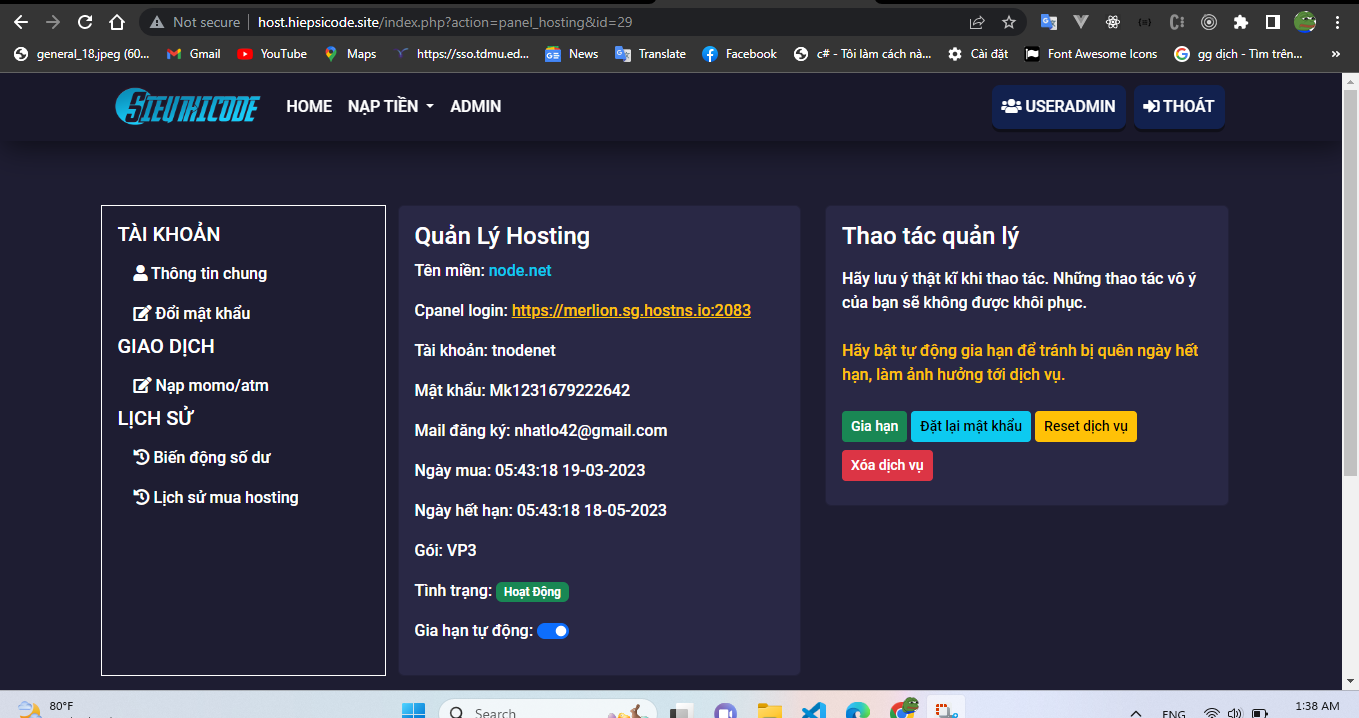 Not secure host.hiepsicode.site/index.php?action=panel_hosting&id=29
general_18.jpeg (60... Gmail YouTube Maps https://sso.tdmu.ed... News Translate Facebook c# - Tôi làm cách nà... Cài đặt Font Awesome Icons gg dịch - Tìm trên... »
SIEUTHICODE HOME NẠP TIỀN ADMIN USERADMIN THOÁT
TÀI KHOẢN
Thông tin chung
Đổi mật khẩu
GIAO DỊCH
Nạp momo/atm
LỊCH SỬ
Biến động số dư
Lịch sử mua hosting
Quản Lý Hosting
Tên miền: node.net
Cpanel login: https://merlion.sg.hostns.io:2083
Tài khoản: tnodenet
Mật khẩu: Mk1231679222642
Mail đăng ký: nhatlo42@gmail.com
Ngày mua: 05:43:18 19-03-2023
Ngày hết hạn: 05:43:18 18-05-2023
Gói: VP3
Tình trạng: Hoạt Động
Gia hạn tự động:
Thao tác quản lý
Hãy lưu ý thật kĩ khi thao tác. Những thao tác vô ý
của bạn sẽ không được khôi phục.
Hãy bật tự động gia hạn để tránh bị quên ngày hết
hạn, làm ảnh hưởng tới dịch vụ.
Gia hạn Đặt lại mật khẩu Reset dịch vụ
Xóa dịch vụ
80°F
Search
ENG
1:38 AM